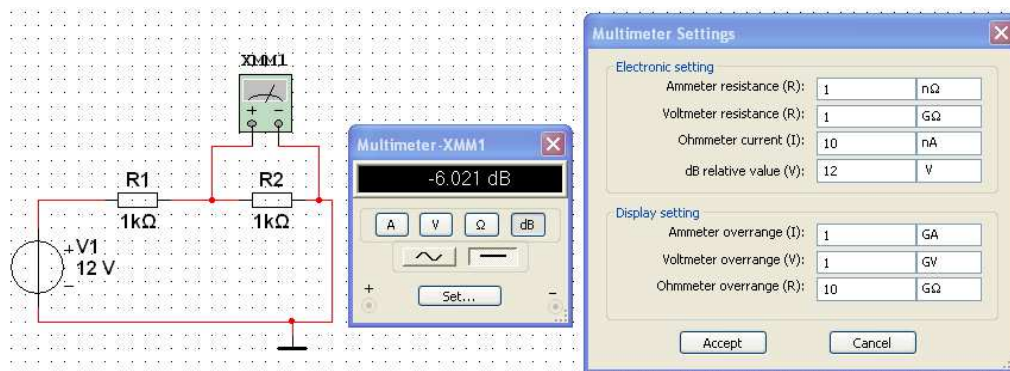 XMM1
+ −
R1
1kΩ
R2
1kΩ
+ V1
12 V
−
Multimeter-XMM1
-6.021 dB
A V Ω dB
+ Set... −
Multimeter Settings
Electronic setting
Ammeter resistance (R): 1 nΩ
Voltmeter resistance (R): 1 GΩ
Ohmmeter current (I): 10 nA
dB relative value (V): 12 V
Display setting
Ammeter overrange (I): 1 GA
Voltmeter overrange (V): 1 GV
Ohmmeter overrange (R): 10 GΩ
Accept Cancel